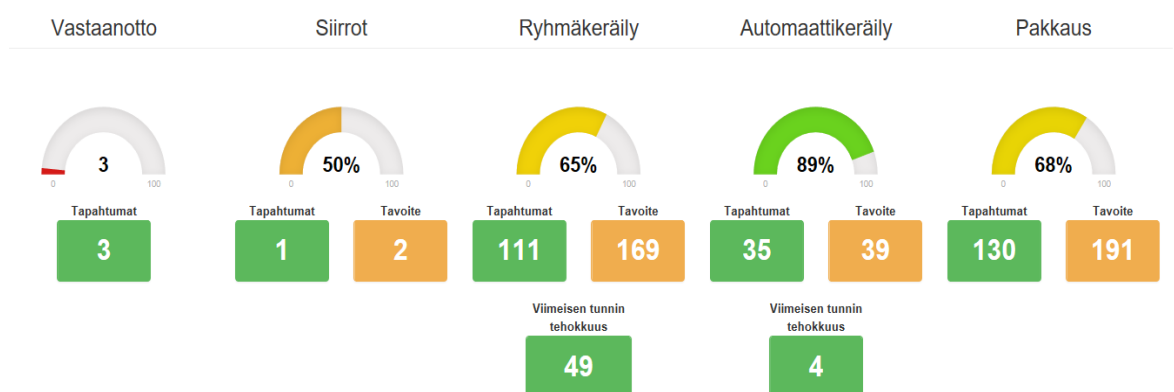 Vastaanotto Siirrot Ryhmäkeräily Automaattikeräily Pakkaus
3 50% 65% 89% 68%
0 100 0 100 0 100 0 100 0 100
Tapahtumat Tapahtumat Tavoite Tapahtumat Tavoite Tapahtumat Tavoite Tapahtumat Tavoite
3 1 2 111 169 35 39 130 191
Viimeisen tunnin Viimeisen tunnin
tehokkuus tehokkuus
49 4